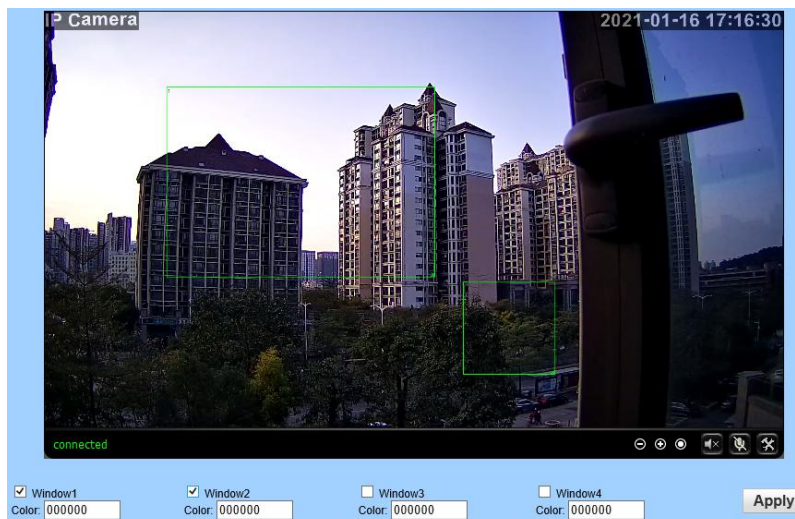 IP Camera 2021-01-16 17:16:30
connected
Window1 Window2 Window3 Window4
Color: 000000 Color: 000000 Color: 000000 Color: 000000
Apply